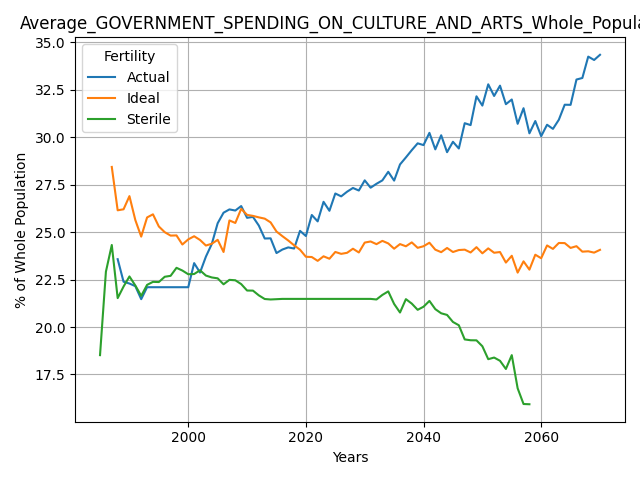 Average_GOVERNMENT_SPENDING_ON_CULTURE_AND_ARTS_Whole_Popula
35.0
32.5
30.0
27.5
25.0
22.5
20.0
17.5
% of Whole Population
Fertility
Actual
Ideal
Sterile
2000
2020
2040
2060
Years